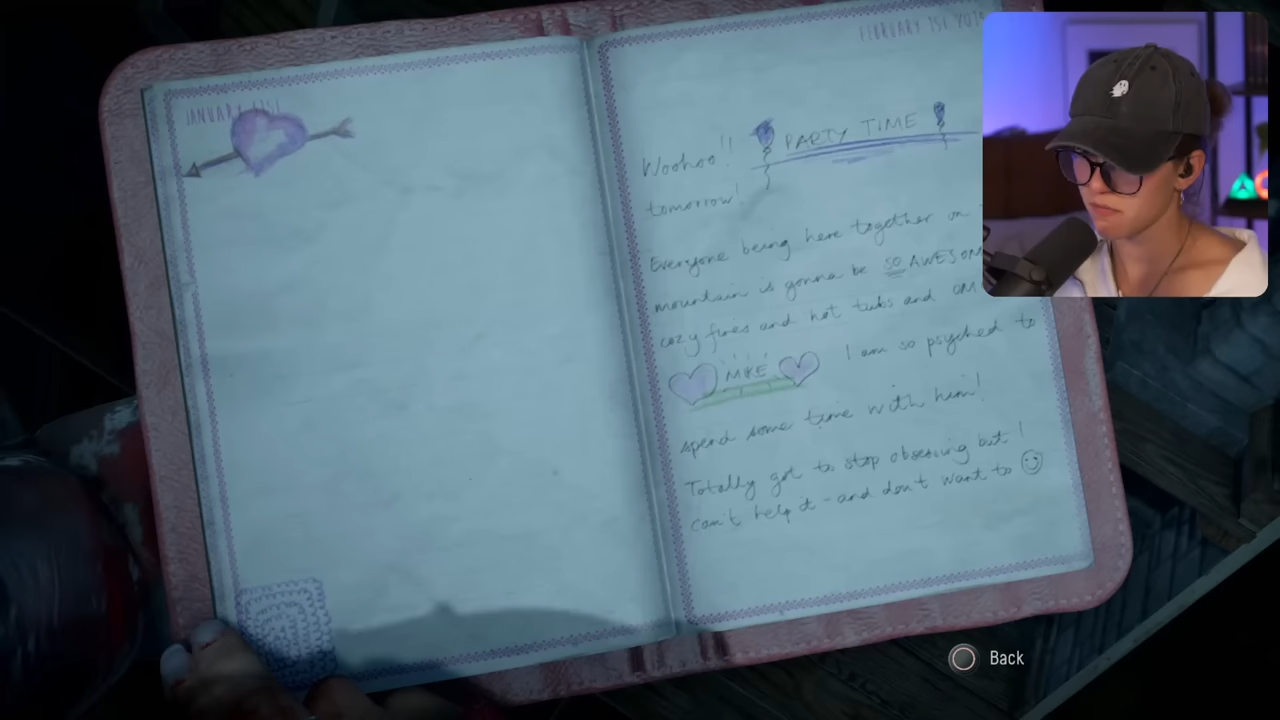 JANUARY 31ST
FEBRUARY 1ST
Woohoo!! PARTY TIME
tomorrow!
Everyone being here together on
mountain is gonna be so AWESOM
cozy fires and hot tubs and OM
MIKE I am so psyched to
spend some time with him!
Totally got to stop obsessing but I
can't help it - and don't want to ☺
Back